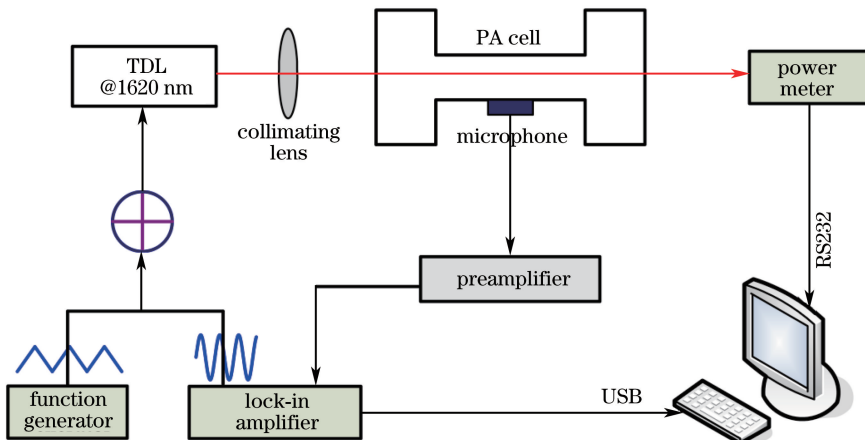 TDL
@1620 nm
PA cell
power
meter
collimating
lens
microphone
RS232
preamplifier
function
generator
lock-in
amplifier
USB